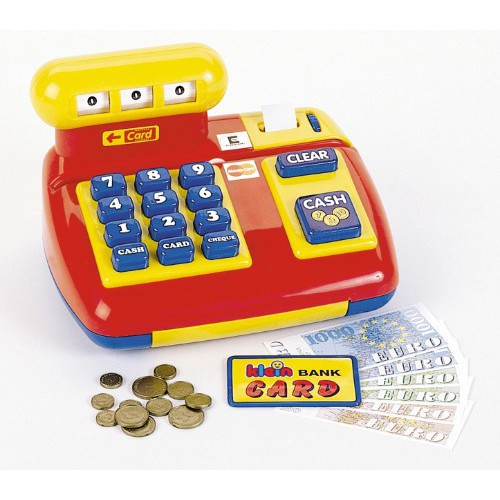 0 0 0
Card
7 8 9
4 5 6
1 2 3
CASH CARD CHEQUE
CLEAR
CASH
klein BANK
CARD
1000
EURO
EURO
EURO
EURO
EURO